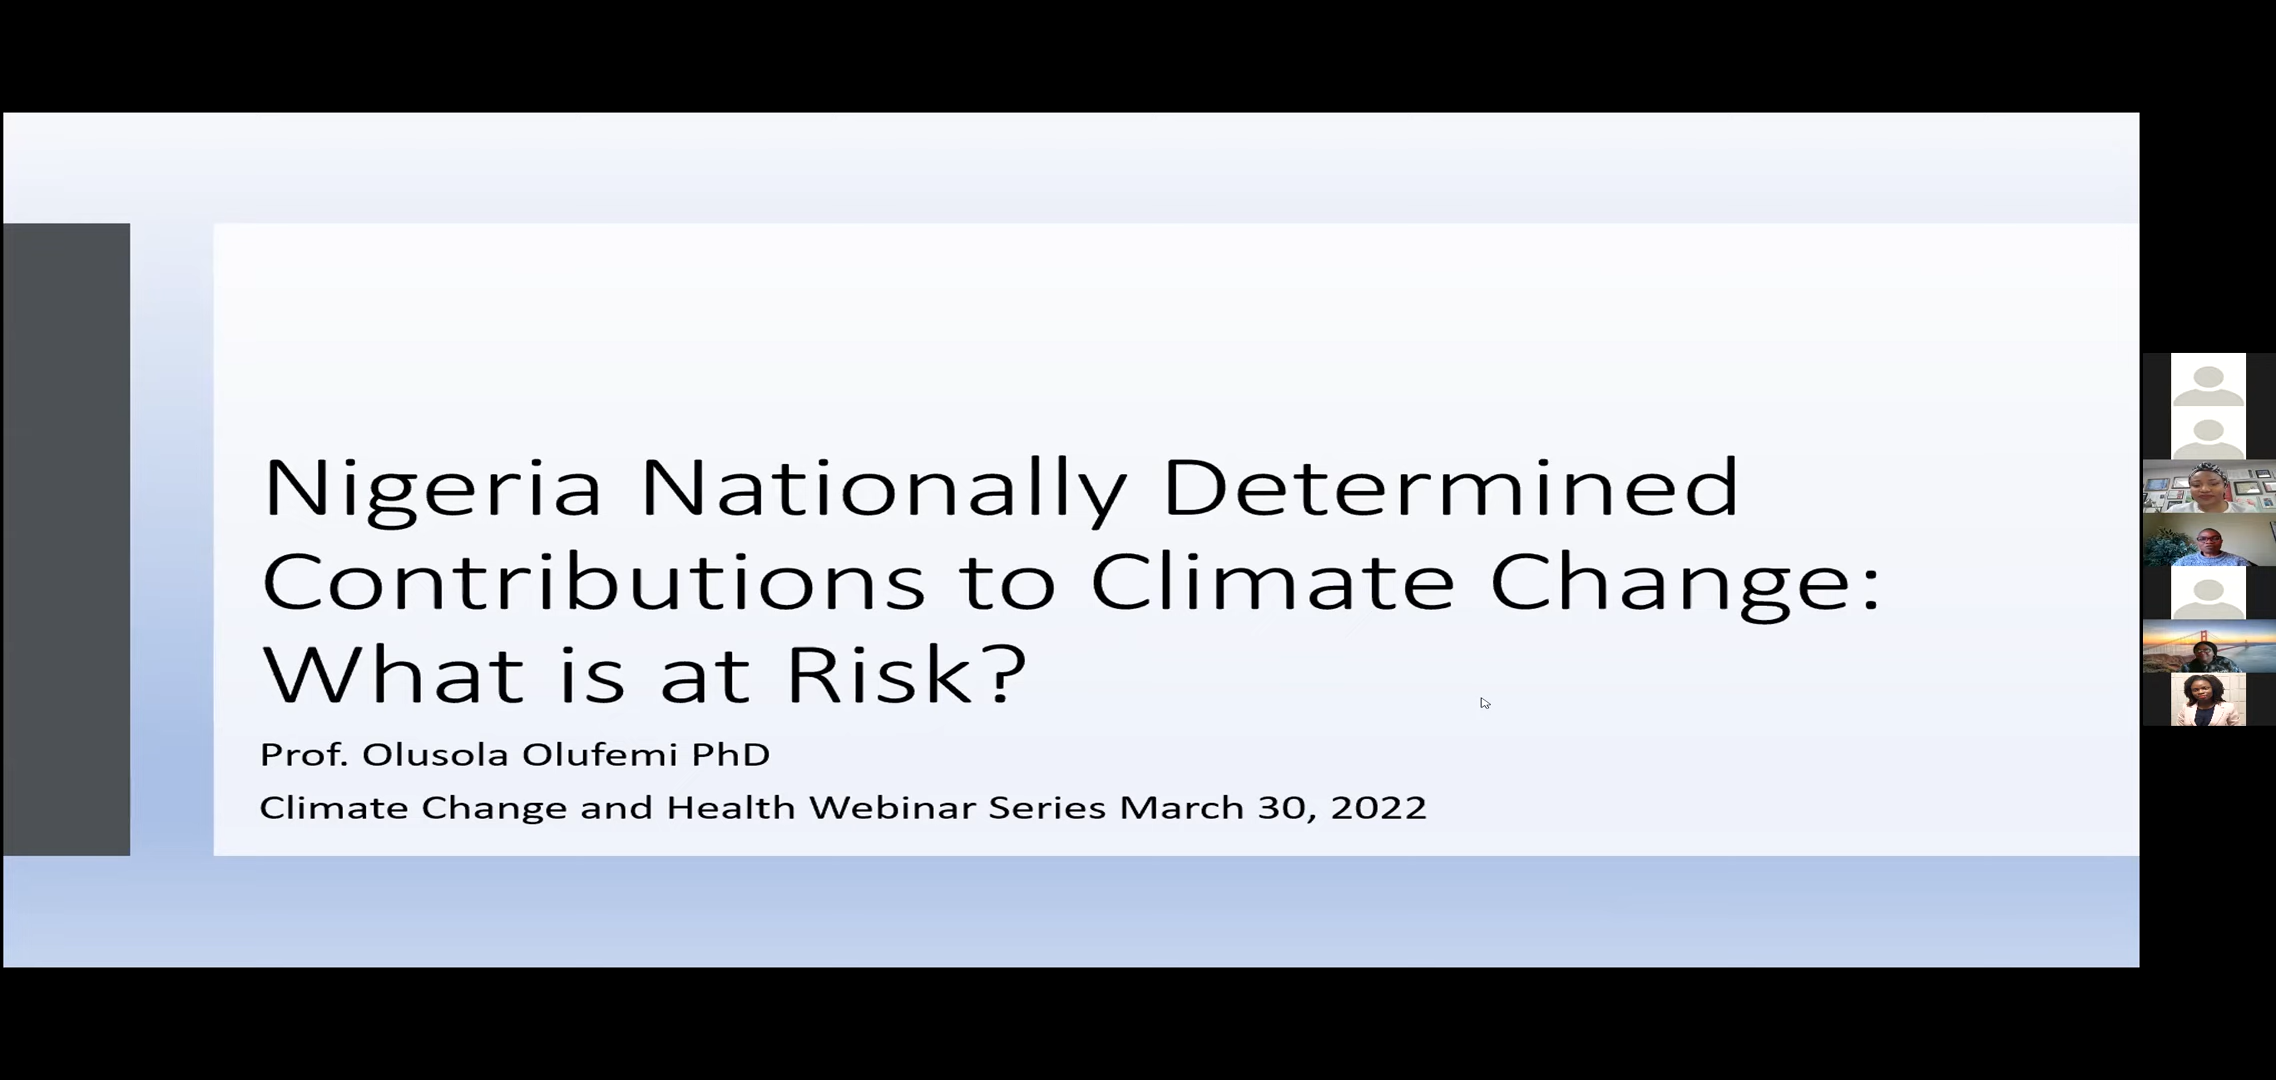 Nigeria Nationally Determined
Contributions to Climate Change:
What is at Risk?
Prof. Olusola Olufemi PhD
Climate Change and Health Webinar Series March 30, 2022